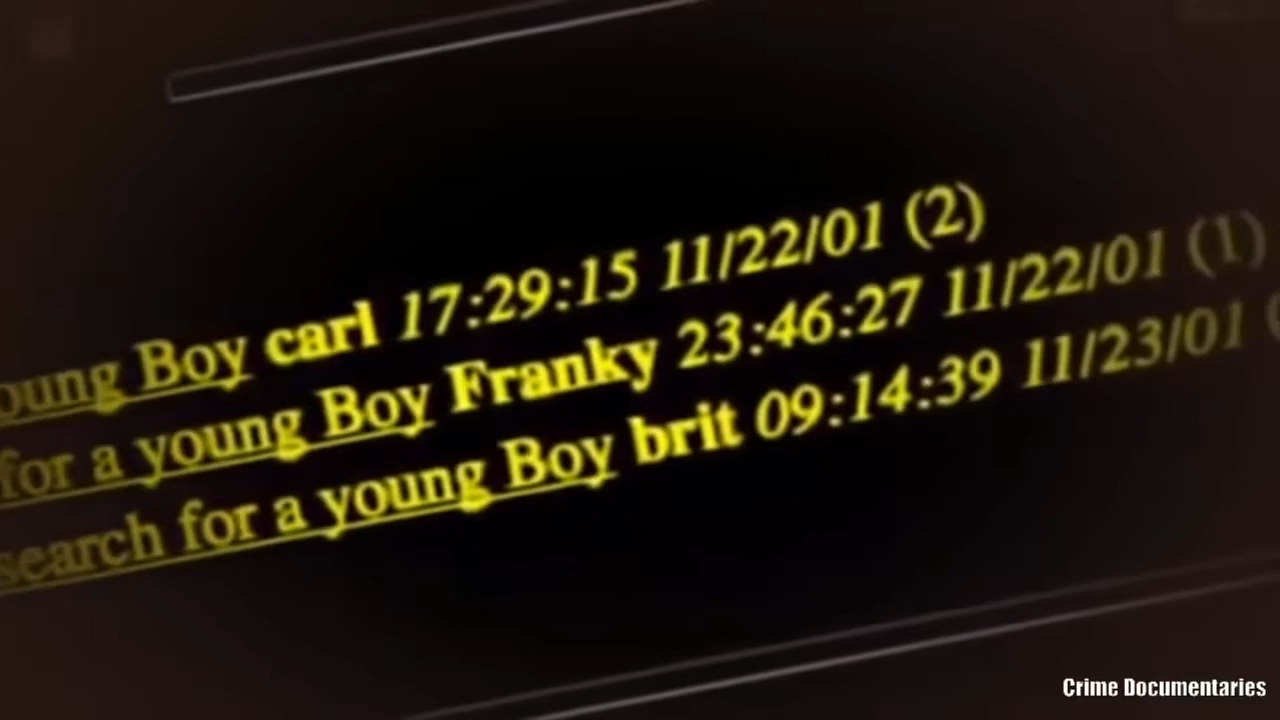 oung Boy carl 17:29:15 11/22/01 (2)
for a young Boy Franky 23:46:27 11/22/01 (1)
search for a young Boy brit 09:14:39 11/23/01 (
Crime Documentaries